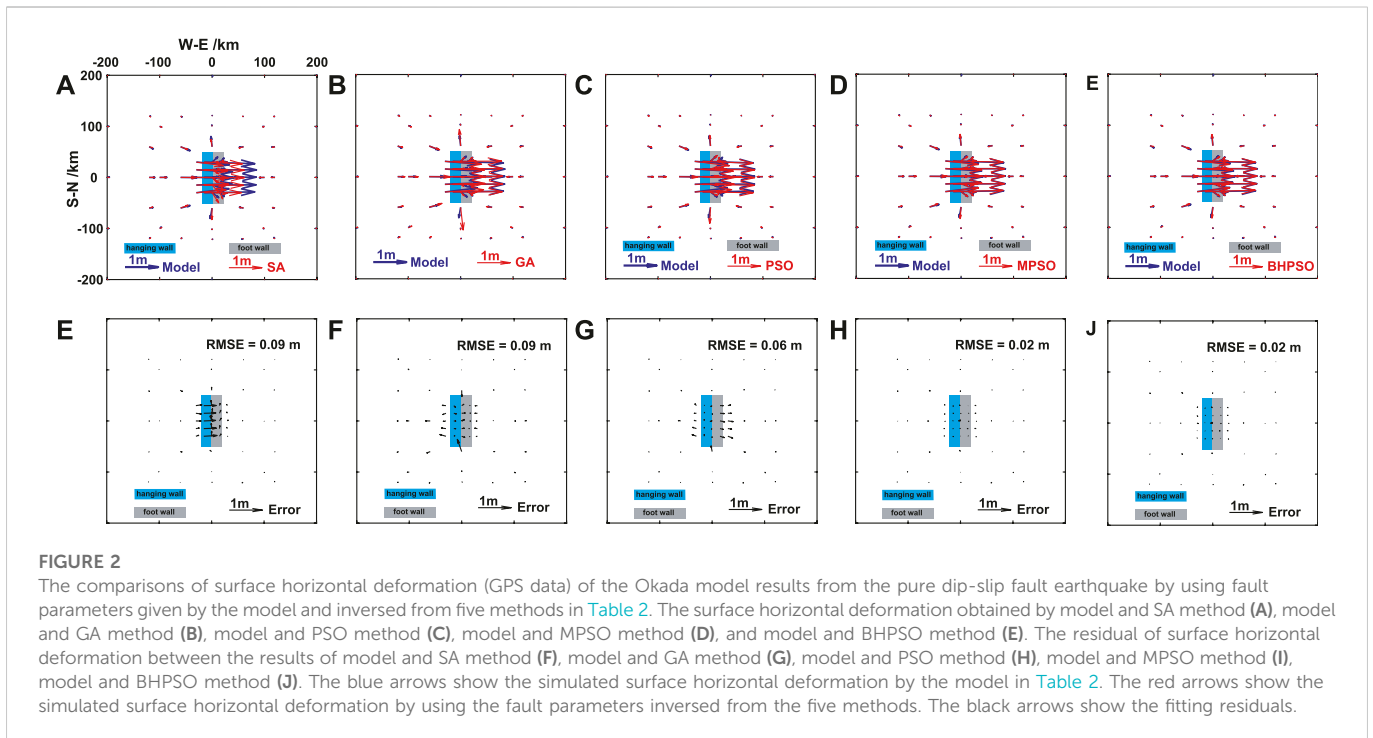 W-E /km
-200 -100 0 100 200
A B C D E
200
100
0
-100
-200
S-N /km
hanging wall foot wall
1m Model 1m SA
1m Model 1m GA
hanging wall foot wall
1m Model 1m PSO
hanging wall foot wall
1m Model 1m MPSO
hanging wall foot wall
1m Model 1m BHPSO
E RMSE = 0.09 m
hanging wall
foot wall
1m Error
F RMSE = 0.09 m
1m Error
G RMSE = 0.06 m
hanging wall
foot wall
1m Error
H RMSE = 0.02 m
hanging wall
foot wall
1m Error
J RMSE = 0.02 m
hanging wall
foot wall
1m Error
FIGURE 2
The comparisons of surface horizontal deformation (GPS data) of the Okada model results from the pure dip-slip fault earthquake by using fault
parameters given by the model and inversed from five methods in Table 2. The surface horizontal deformation obtained by model and SA method (A), model
and GA method (B), model and PSO method (C), model and MPSO method (D), and model and BHPSO method (E). The residual of surface horizontal
deformation between the results of model and SA method (F), model and GA method (G), model and PSO method (H), model and MPSO method (I),
model and BHPSO method (J). The blue arrows show the simulated surface horizontal deformation by the model in Table 2. The red arrows show the
simulated surface horizontal deformation by using the fault parameters inversed from the five methods. The black arrows show the fitting residuals.